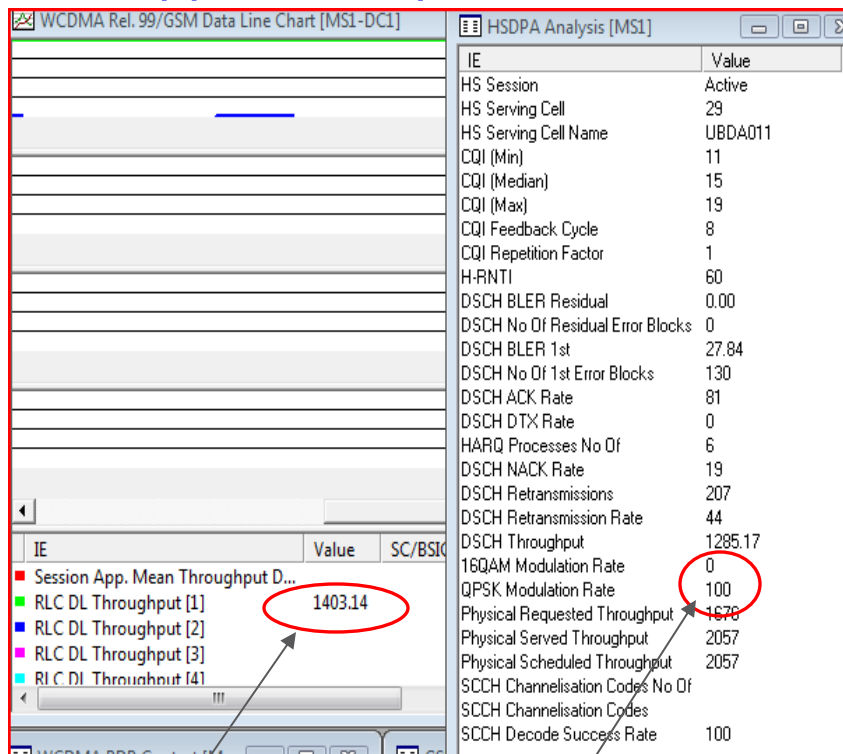 WCDMA Rel. 99/GSM Data Line Chart [MS1-DC1]
IE Value SC/BSIC
Session App. Mean Throughput D...
RLC DL Throughput [1] 1403.14
RLC DL Throughput [2]
RLC DL Throughput [3]
RLC DL Throughput [4]
HSDPA Analysis [MS1]
IE Value
HS Session Active
HS Serving Cell 29
HS Serving Cell Name UBDA011
CQI (Min) 11
CQI (Median) 15
CQI (Max) 19
CQI Feedback Cycle 8
CQI Repetition Factor 1
H-RNTI 60
DSCH BLER Residual 0.00
DSCH No Of Residual Error Blocks 0
DSCH BLER 1st 27.84
DSCH No Of 1st Error Blocks 130
DSCH ACK Rate 81
DSCH DTX Rate 0
HARQ Processes No Of 6
DSCH NACK Rate 19
DSCH Retransmissions 207
DSCH Retransmission Rate 44
DSCH Throughput 1285.17
16QAM Modulation Rate 0
QPSK Modulation Rate 100
Physical Requested Throughput 1676
Physical Served Throughput 2057
Physical Scheduled Throughput 2057
SCCH Channelisation Codes No Of
SCCH Channelisation Codes
SCCH Decode Success Rate 100